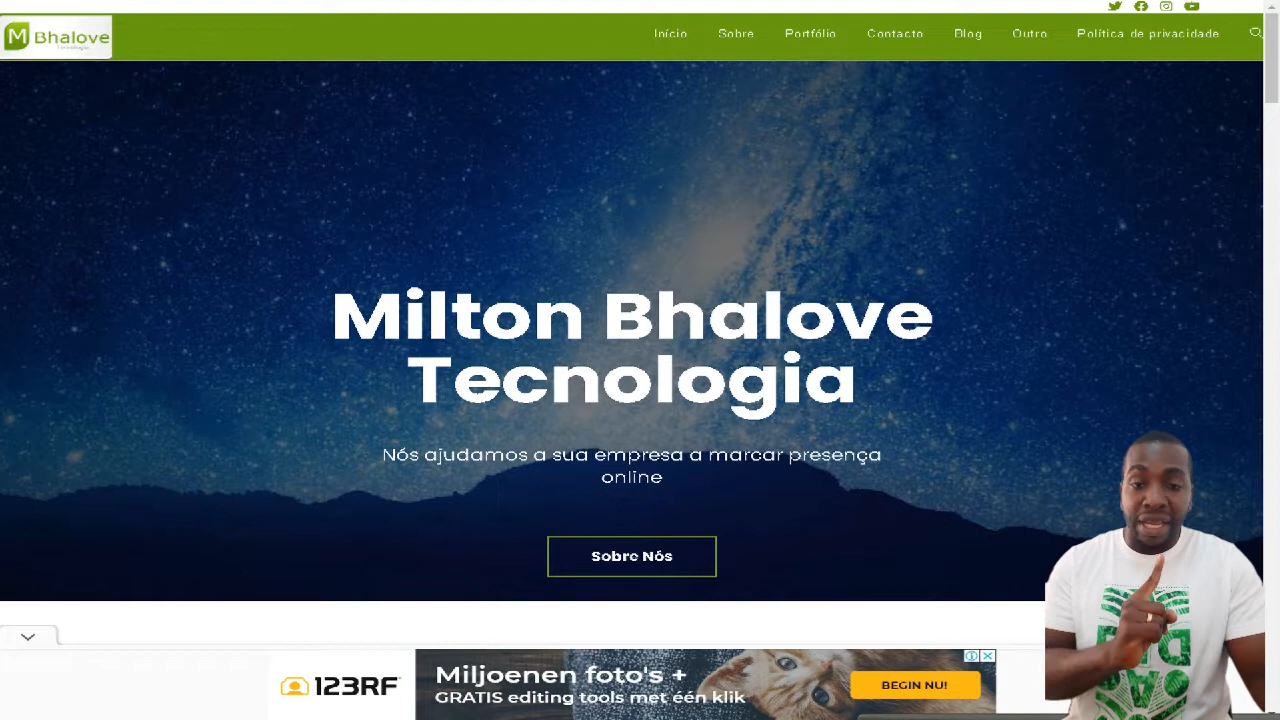 M Bhalove
Tecnologia
Início Sobre Portfólio Contacto Blog Outro Política de privacidade
Milton Bhalove
Tecnologia
Nós ajudamos a sua empresa a marcar presença
online
Sobre Nós
123RF
Miljoenen foto's +
GRATIS editing tools met één klik
BEGIN NU!